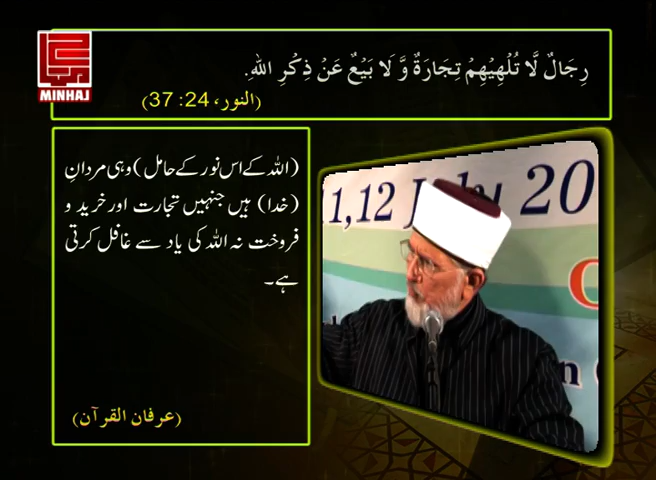 MINHAJ
رِجَالٌ لَّا تُلْهِيْهِمْ تِجَارَةٌ وَّ لَا بَيْعٌ عَنْ ذِكْرِ اللهِ.
(النور، 24: 37)
(اللہ کے اس نور کے حامل) وہی مردانِ
(خدا) ہیں جنہیں تجارت اور خرید و
فروخت نہ اللہ کی یاد سے غافل کرتی
ہے۔
(عرفان القرآن)
1,12 July 20